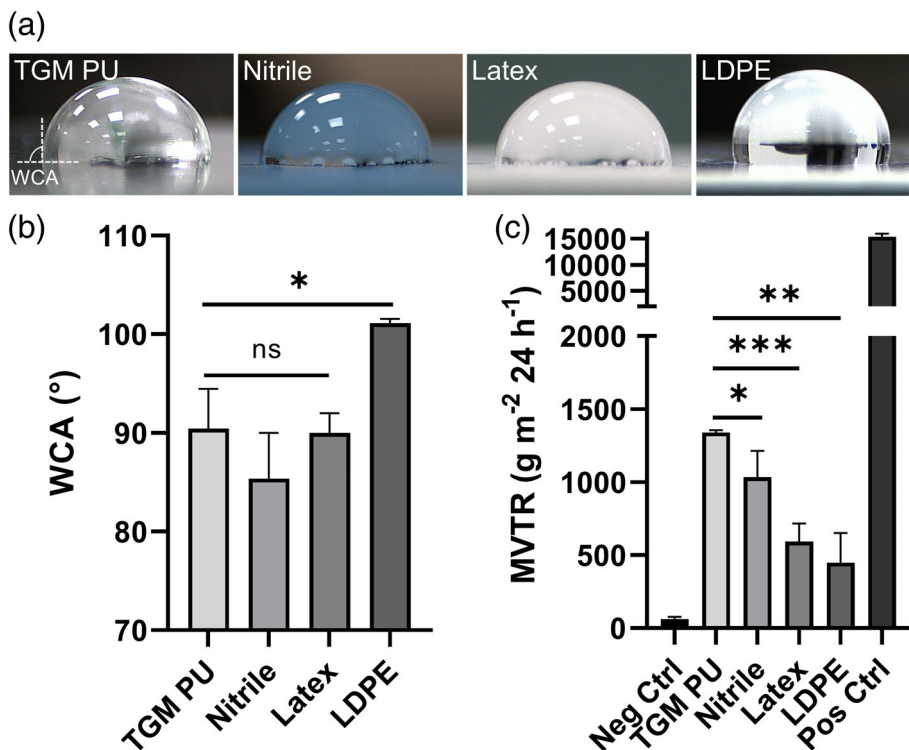 (a)
TGM PU
Nitrile
Latex
LDPE
WCA
(b)
110
100
90
80
70
WCA (°)
*
ns
TGM PU
Nitrile
Latex
LDPE
(c)
15000
10000
5000
2000
1500
1000
500
0
MVTR (g m⁻² 24 h⁻¹)
**
***
*
Neg Ctrl
TGM PU
Nitrile
Latex
LDPE
Pos Ctrl